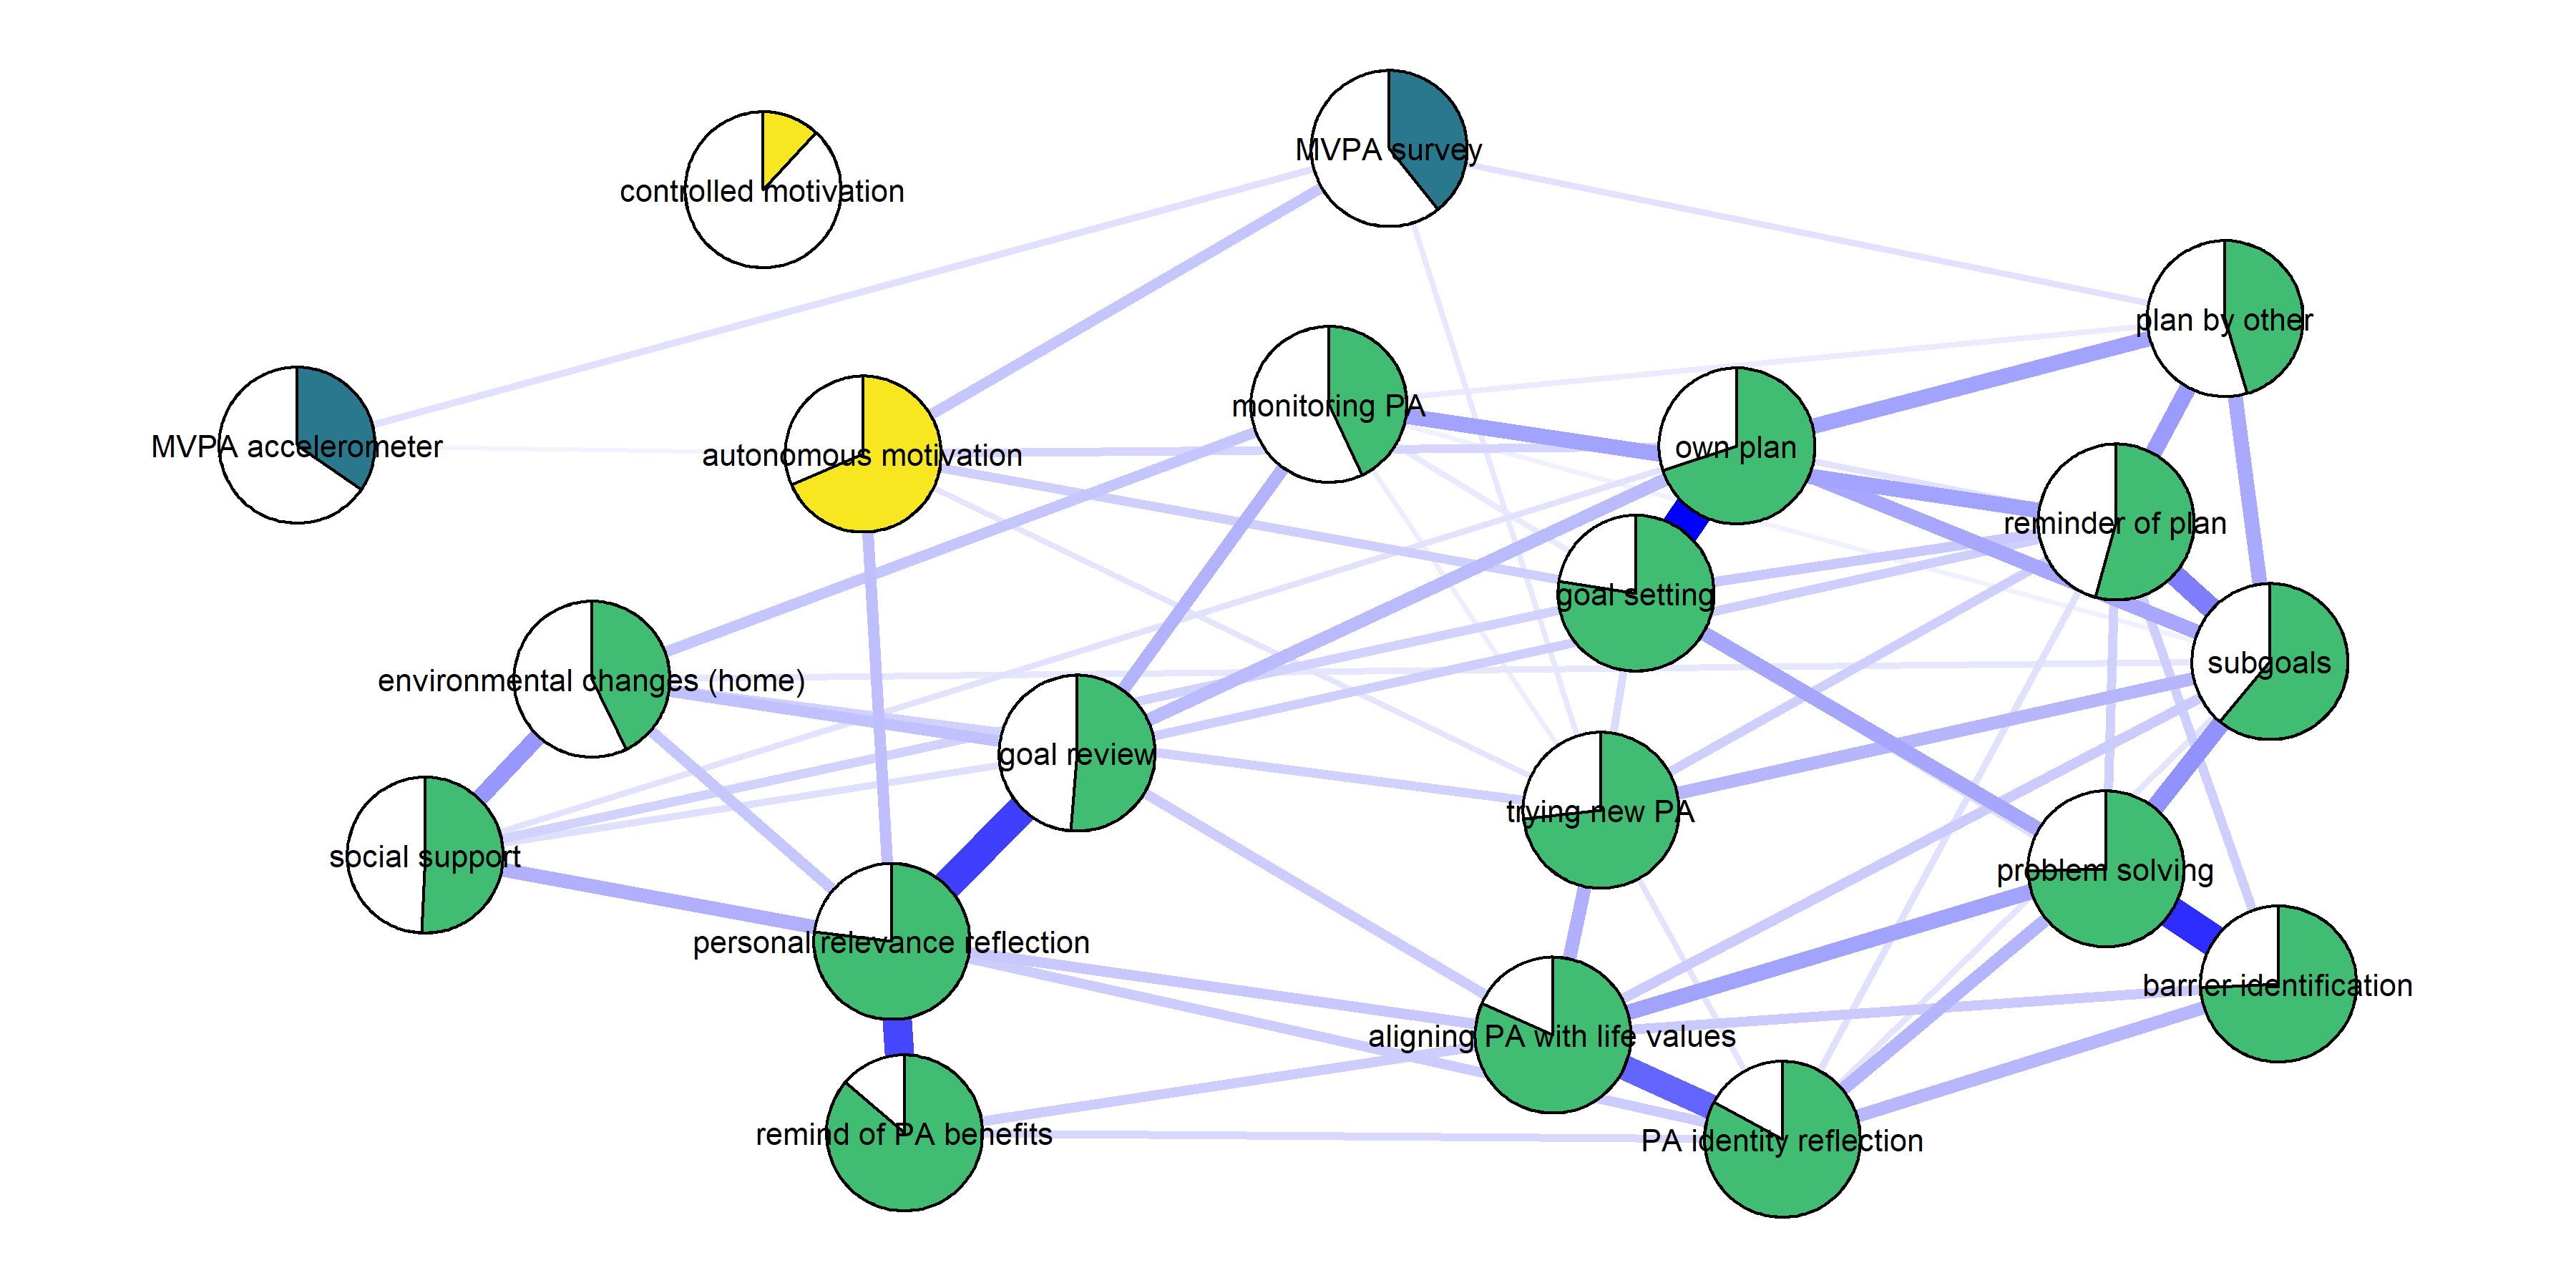 MVPA survey
controlled motivation
plan by other
monitoring PA
MVPA accelerometer
autonomous motivation
own plan
reminder of plan
goal setting
subgoals
environmental changes (home)
goal review
trying new PA
social support
problem solving
personal relevance reflection
barrier identification
aligning PA with life values
remind of PA benefits
PA identity reflection